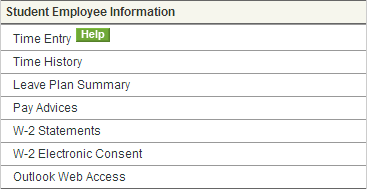 Student Employee Information
Time Entry Help
Time History
Leave Plan Summary
Pay Advices
W-2 Statements
W-2 Electronic Consent
Outlook Web Access